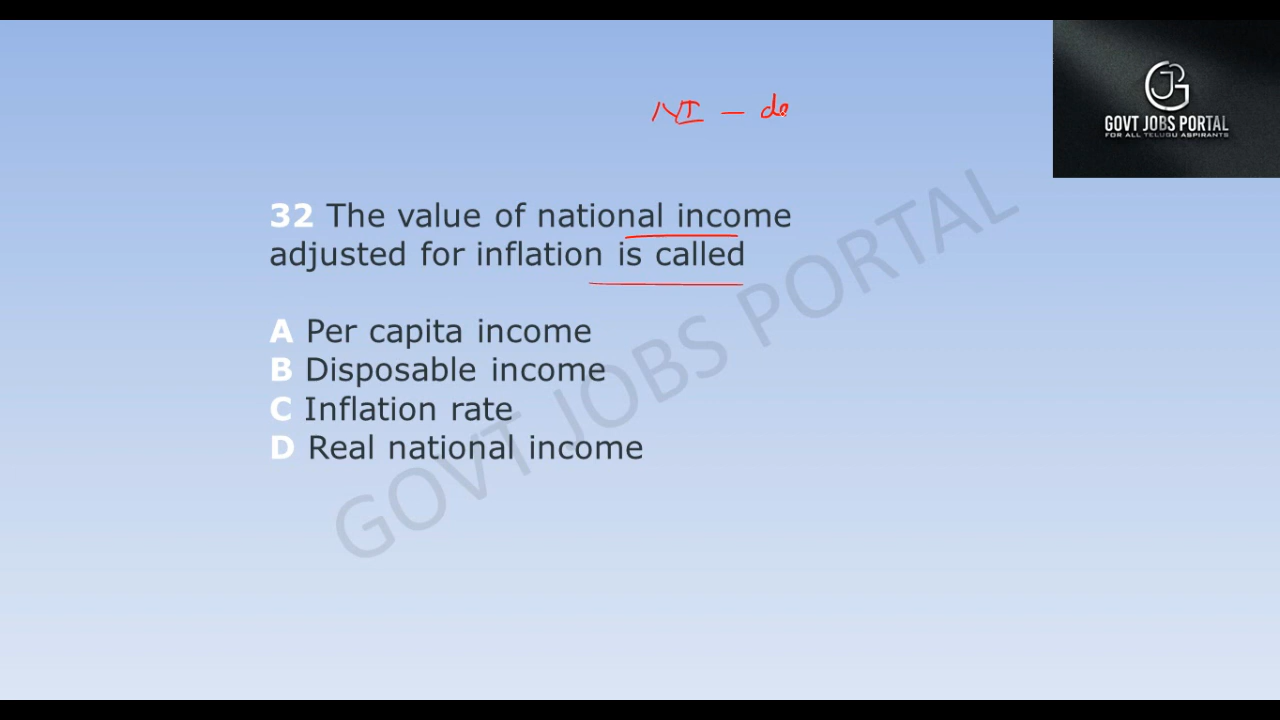 GOVT JOBS PORTAL
FOR ALL TELUGU ASPIRANTS
NI – de
32 The value of national income
adjusted for inflation is called
A Per capita income
B Disposable income
C Inflation rate
D Real national income
GOVT JOBS PORTAL